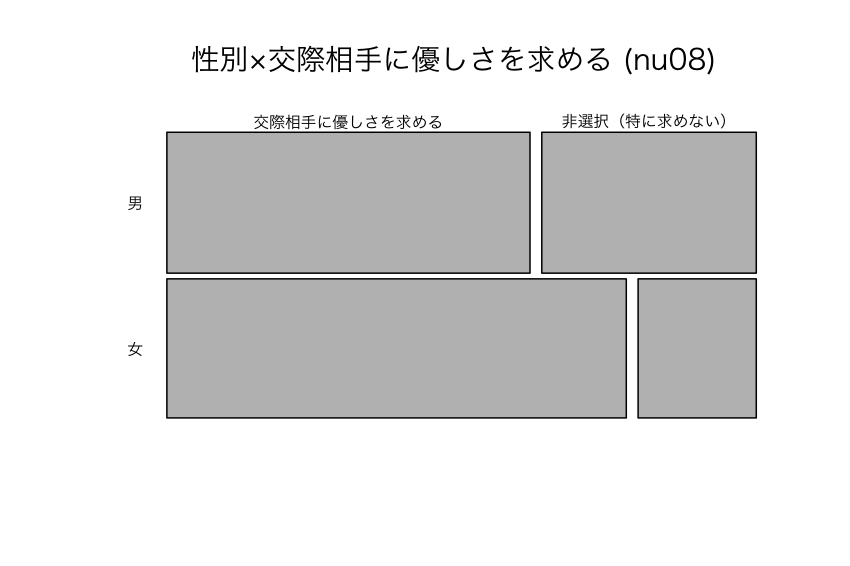 性別×交際相手に優しさを求める (nu08)
交際相手に優しさを求める
非選択（特に求めない）
男
女